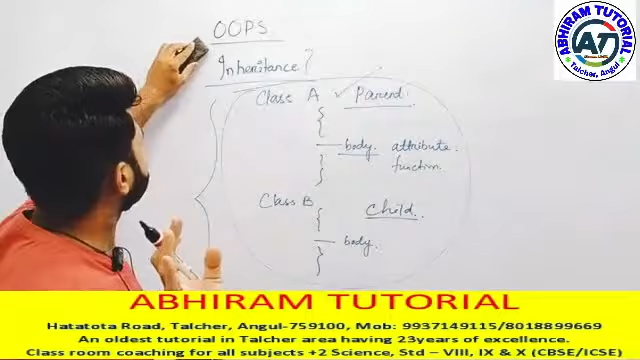 OOPS
Inheritance?
Class A Parend
{
body. attribute.
function.
}
Class B Child.
{
body.
}
ABHIRAM TUTORIAL
AT
Talcher, Angul
ABHIRAM TUTORIAL
Hatatota Road, Talcher, Angul-759100, Mob: 9937149115/8018899669
An oldest tutorial in Talcher area having 23years of excellence.
Class room coaching for all subjects +2 Science, Std – VIII, IX & X (CBSE/ICSE)